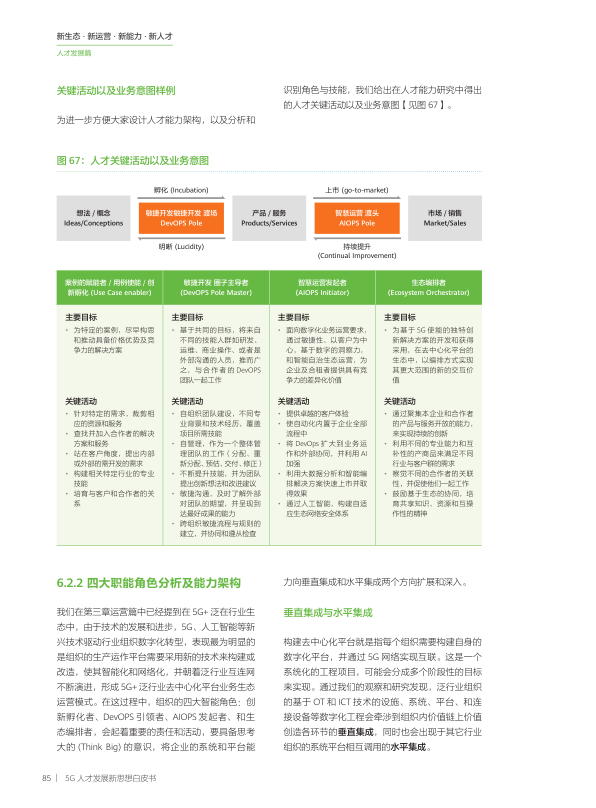 新生态 · 新运营 · 新能力 · 新人才
人才发展篇
关键活动以及业务意图样例
为进一步方便大家设计人才能力架构，以及分析和
识别角色与技能，我们给出在人才能力研究中得出
的人才关键活动以及业务意图【见图 67】。
图 67：人才关键活动以及业务意图
孵化 (Incubation)
上市 (go-to-market)
想法 / 概念
Ideas/Conceptions
敏捷开发敏捷开发 道场
DevOPS Pole
产品 / 服务
Products/Services
智慧运营 道头
AIOPS Pole
市场 / 销售
Market/Sales
明晰 (Lucidity)
持续提升
(Continual Improvement)
案例的赋能者 / 用例使能 / 创
新孵化 (Use Case enabler)
主要目标
• 为特定的案例，尽早构思
和推动具备价格优势及竞
争力的解决方案
关键活动
• 针对特定的需求，裁剪相
应的资源和服务
• 查找并加入合作者的解决
方案和服务
• 站在客户角度，提出内部
或外部的需开发的需求
• 构建相关特定行业的专业
技能
• 培育与客户和合作者的关
系
敏捷开发 圈子主导者
(DevOPS Pole Master)
主要目标
• 基于共同的目标，将来自
不同的技能人群如研发、
运维、商业操作、或者是
外部沟通的人员，推而广
之，与合作者的 DevOPS
团队一起工作
关键活动
• 自组织团队建设，不同专
业背景和技术经历，覆盖
项目所需技能
• 自管理，作为一个整体管
理团队的工作（分配、重
新分配、预估、交付、修正）
• 不断提升技能，并为团队
提出创新想法和改进建议
• 敏捷沟通，及时了解外部
对团队的期望，并呈现到
达最好成果的能力
• 跨组织敏捷流程与规则的
建立，并协同和遵从检查
智慧运营发起者
(AIOPS Initiator)
主要目标
• 面向数字化业务运营要求，
通过敏捷性、以客户为中
心，基于数字的洞察力，
和智能自治生态运营，为
企业及合租者提供具有竞
争力的差异化价值
关键活动
• 提供卓越的客户体验
• 使自动化内置于企业全部
流程中
• 将 DevOps 扩大到业务运
作和外部协同，并利用 AI
加强
• 利用大数据分析和智能编
排解决方案快速上市并取
得效果
• 通过人工智能，构建自适
应生态网络安全体系
生态编排者
(Ecosystem Orchestrator)
主要目标
• 为基于 5G 使能的独特创
新解决方案的开发和获得
采用，在去中心化平台的
生态中，以编排方式实现
其更大范围的新的交互价
值
关键活动
• 通过聚集本企业和合作者
的产品与服务开放的能力，
来实现持续的创新
• 利用不同的专业能力和互
补性的产商品来满足不同
行业与客户群的需求
• 察觉不同的合作者的关联
性，并促使他们一起工作
• 鼓励基于生态的协同，培
育共享知识、资源和互操
作性的精神
6.2.2 四大职能角色分析及能力架构
我们在第三章运营篇中已经提到在 5G+ 泛在行业生
态中，由于技术的发展和进步，5G、人工智能等新
兴技术驱动行业组织数字化转型，表现最为明显的
是组织的生产运作平台需要采用新的技术来构建或
改造，使其智能化和网络化，并朝着泛行业互连网
不断演进，形成 5G+ 泛行业去中心化平台业务生态
运营模式。在这过程中，组织的四大智能角色：创
新孵化者、DevOPS 引领者、AIOPS 发起者、和生
态编排者，会起着重要的责任和活动，要具备思考
大的 (Think Big) 的意识，将企业的系统和平台能
力向垂直集成和水平集成两个方向扩展和深入。
垂直集成与水平集成
构建去中心化平台就是指每个组织需要构建自身的
数字化平台，并通过 5G 网络实现互联。这是一个
系统化的工程项目，可能会分成多个阶段性的目标
来实现。通过我们的观察和研究发现，泛行业组织
的基于 OT 和 ICT 技术的设施、系统、平台、和连
接设备等数字化工程会牵涉到组织内价值链上价值
创造各环节的垂直集成，同时也会出现于其它行业
组织的系统平台相互调用的水平集成。
85 | 5G 人才发展新思想白皮书